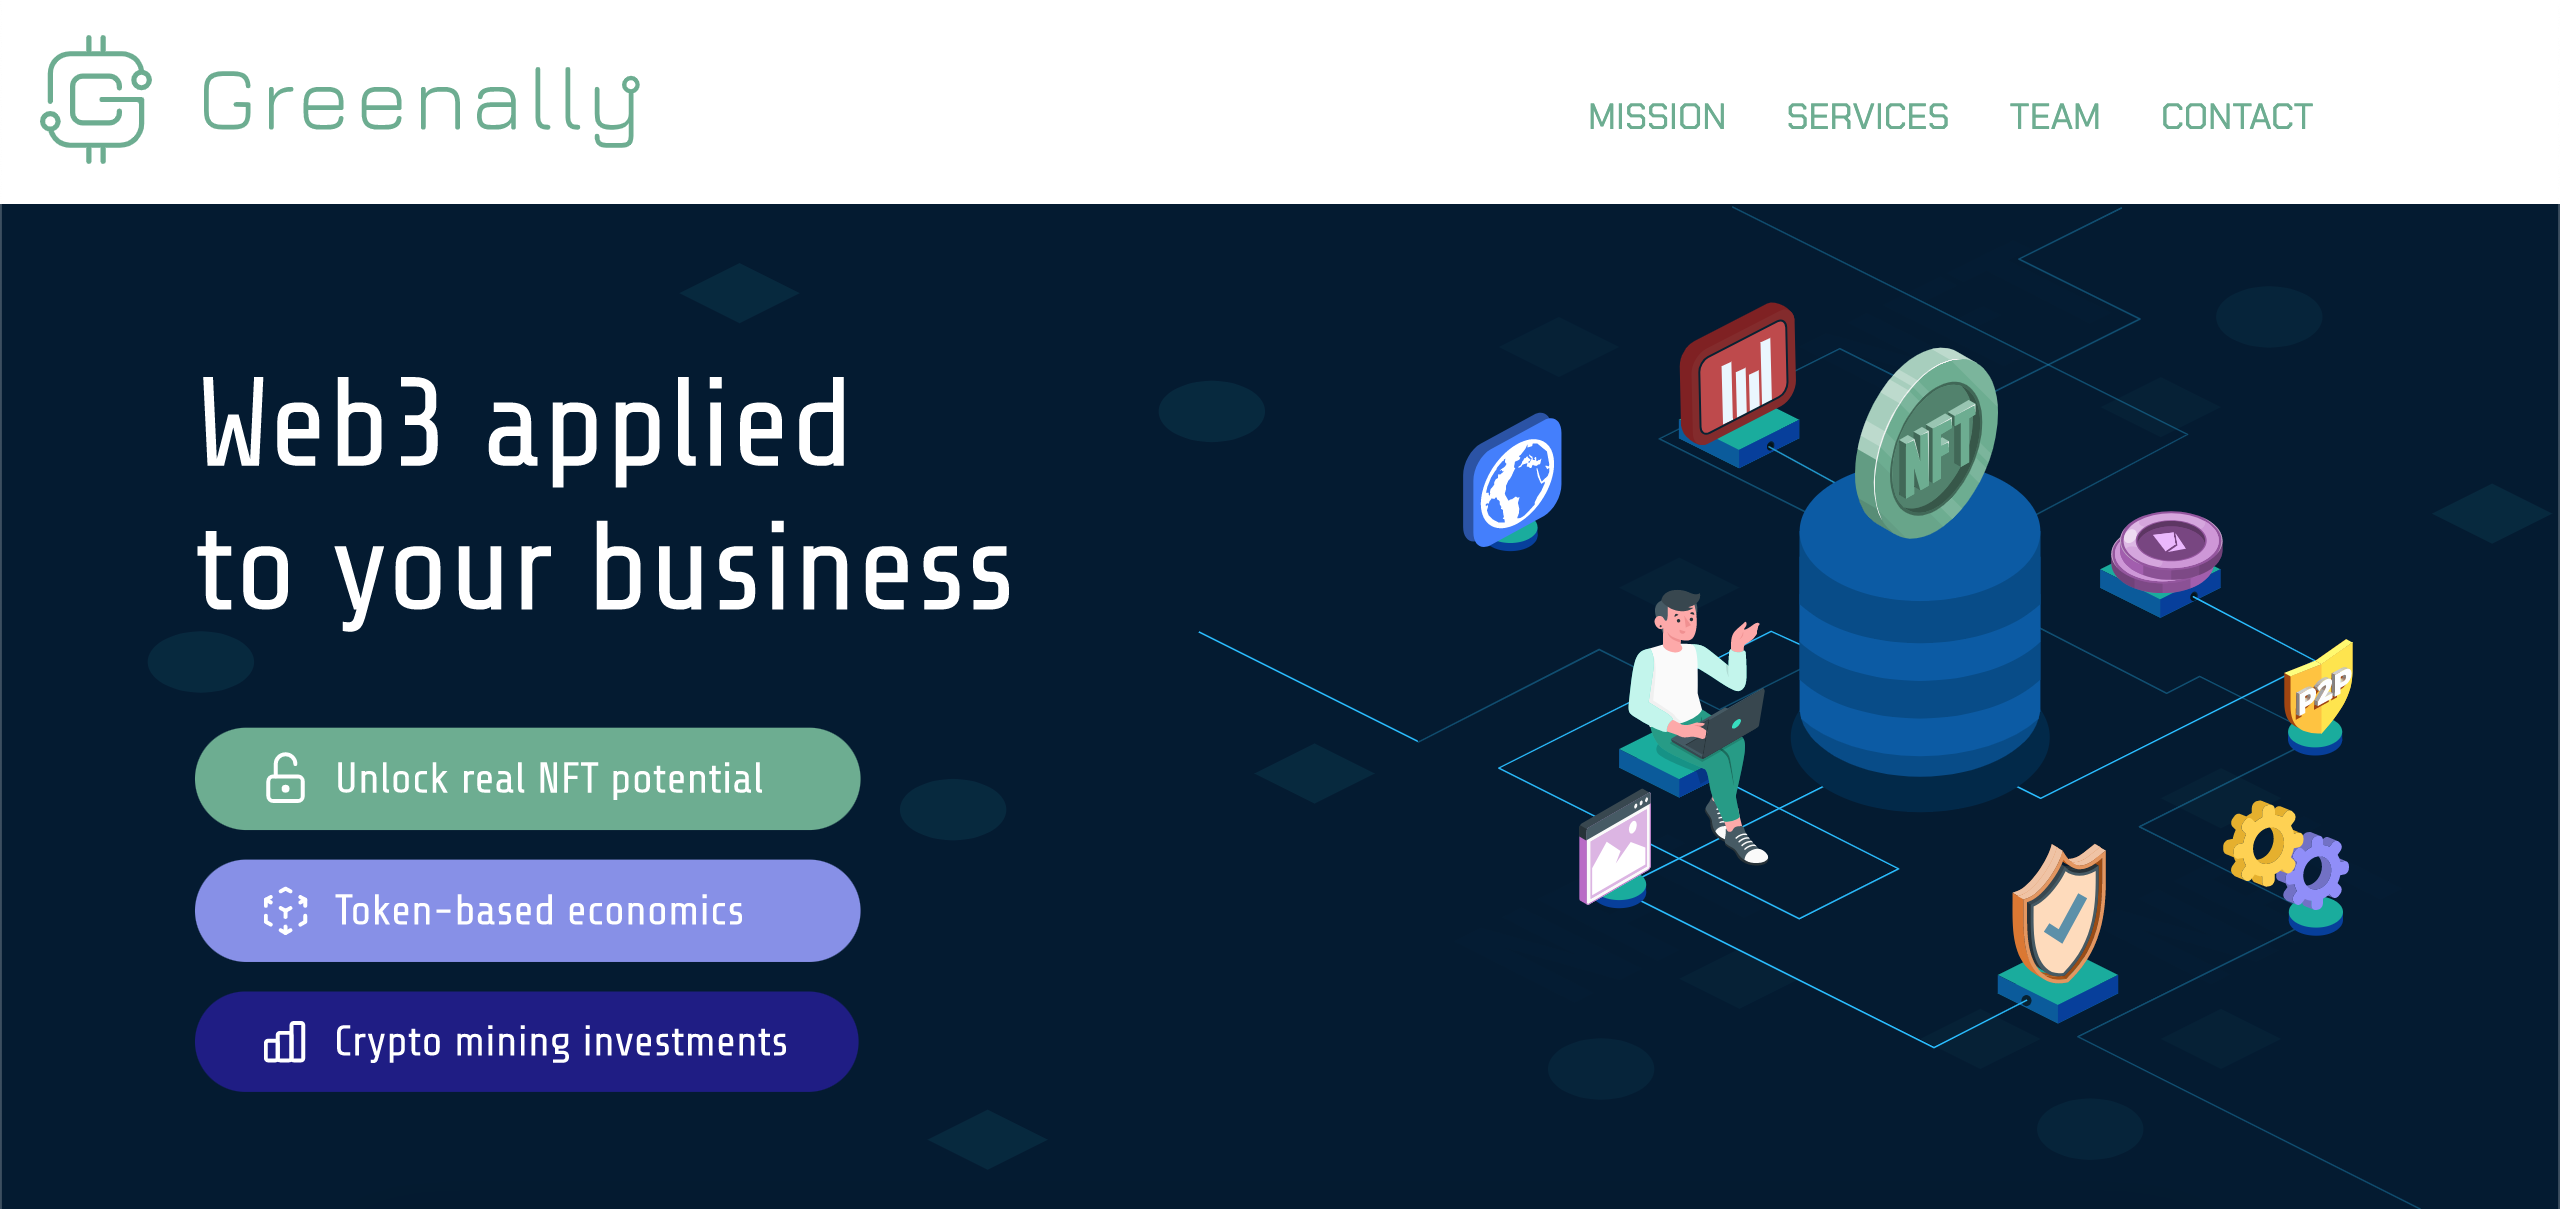 Greenally
MISSION SERVICES TEAM CONTACT
Web3 applied
to your business
Unlock real NFT potential
Token-based economics
Crypto mining investments
NFT
P2P